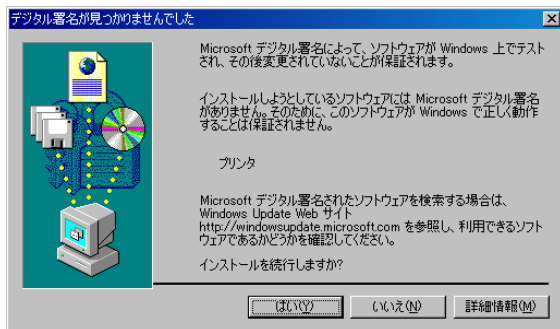 デジタル署名が見つかりませんでした
Microsoft デジタル署名によって、ソフトウェアが Windows 上でテスト
され、その後変更されていないことが保証されます。
インストールしようとしているソフトウェアには Microsoft デジタル署名
がありません。そのために、このソフトウェアが Windows で正しく動作
することは保証されません。
プリンタ
Microsoft デジタル署名されたソフトウェアを検索する場合は、
Windows Update Web サイト
http://windowsupdate.microsoft.com を参照し、利用できるソフト
ウェアであるかどうかを確認してください。
インストールを続行しますか?
はい(Y) いいえ(N) 詳細情報(M)